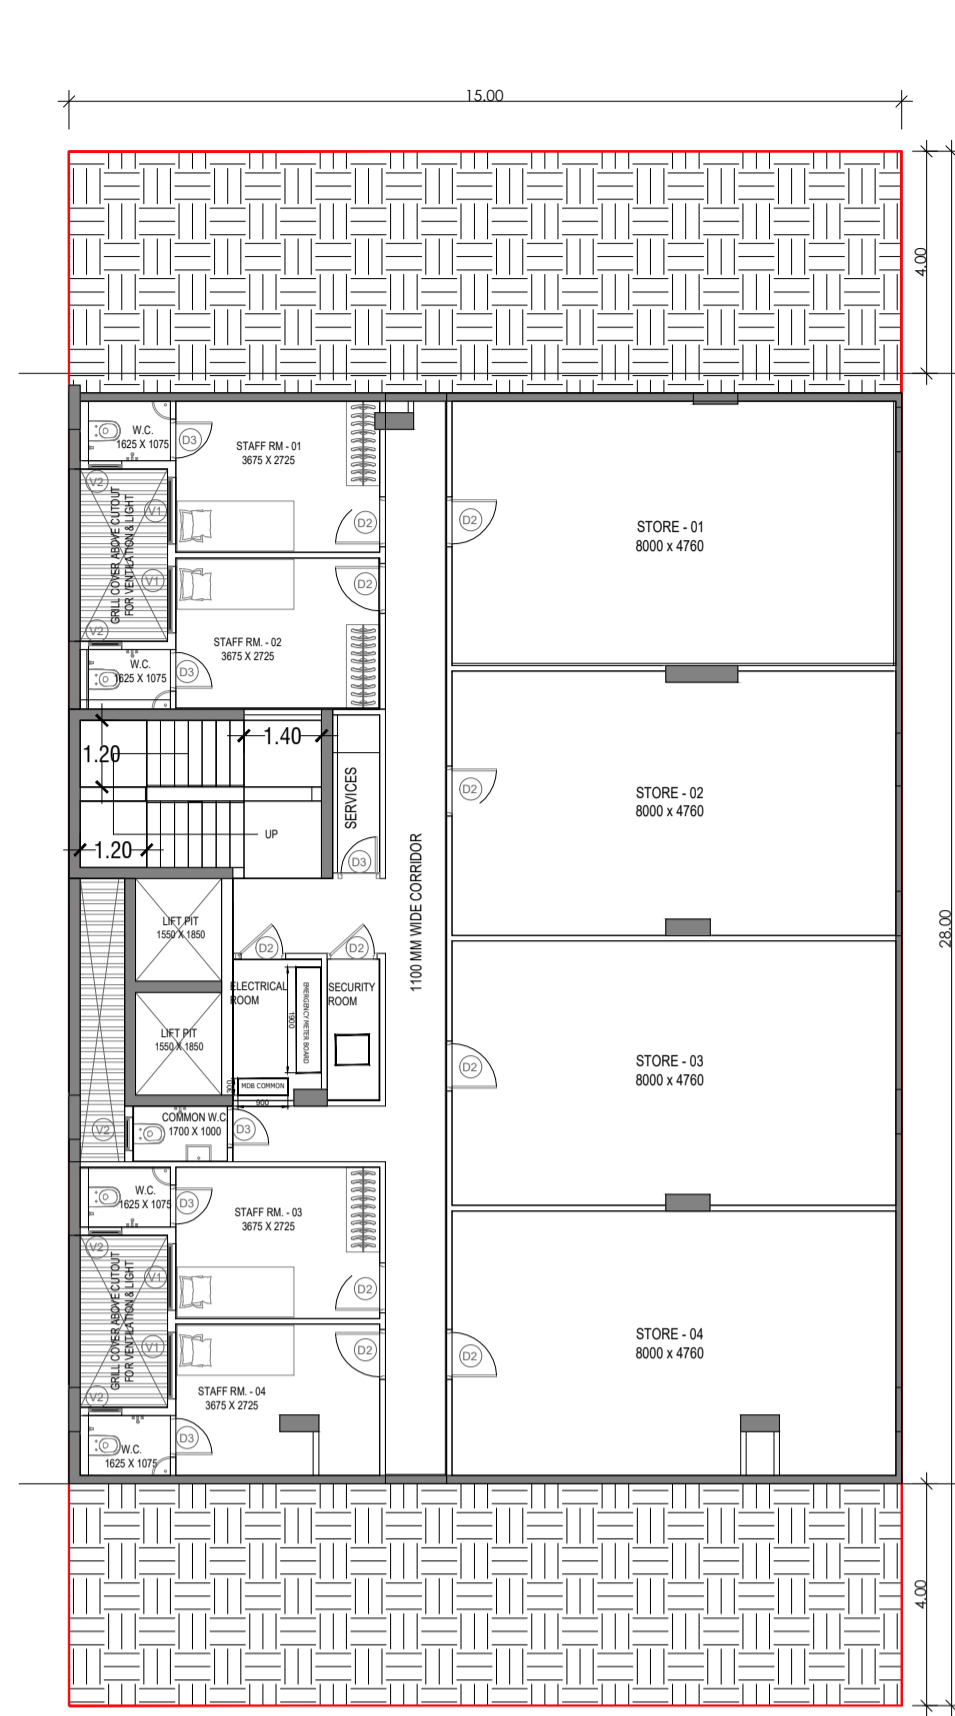 15.00
4.00
W.C.
1625 X 1075
D3
STAFF RM - 01
3675 X 2725
V2
V1
GRILL COVER ABOVE CUTOUT
FOR VENTILATION & LIGHT
D2
D2
STORE - 01
8000 x 4760
V1
D2
V2
STAFF RM. - 02
3675 X 2725
W.C.
1625 X 1075
D3
1.20
1.40
SERVICES
D2
STORE - 02
8000 x 4760
UP
1.20
D3
1100 MM WIDE CORRIDOR
28.00
LIFT PIT
1550 X 1850
D2
D2
ELECTRICAL
ROOM
1900
EMERGENCY METER BOARD
SECURITY
ROOM
LIFT PIT
1550 X 1850
STORE - 03
8000 x 4760
D2
300
MDB COMMON
900
COMMON W.C
1700 X 1000
V2
D3
W.C.
1625 X 1075
D3
STAFF RM. - 03
3675 X 2725
V2
V1
GRILL COVER ABOVE CUTOUT
FOR VENTILATION & LIGHT
D2
V1
D2
D2
STORE - 04
8000 x 4760
V2
STAFF RM. - 04
3675 X 2725
D3
W.C.
1625 X 1075
4.00